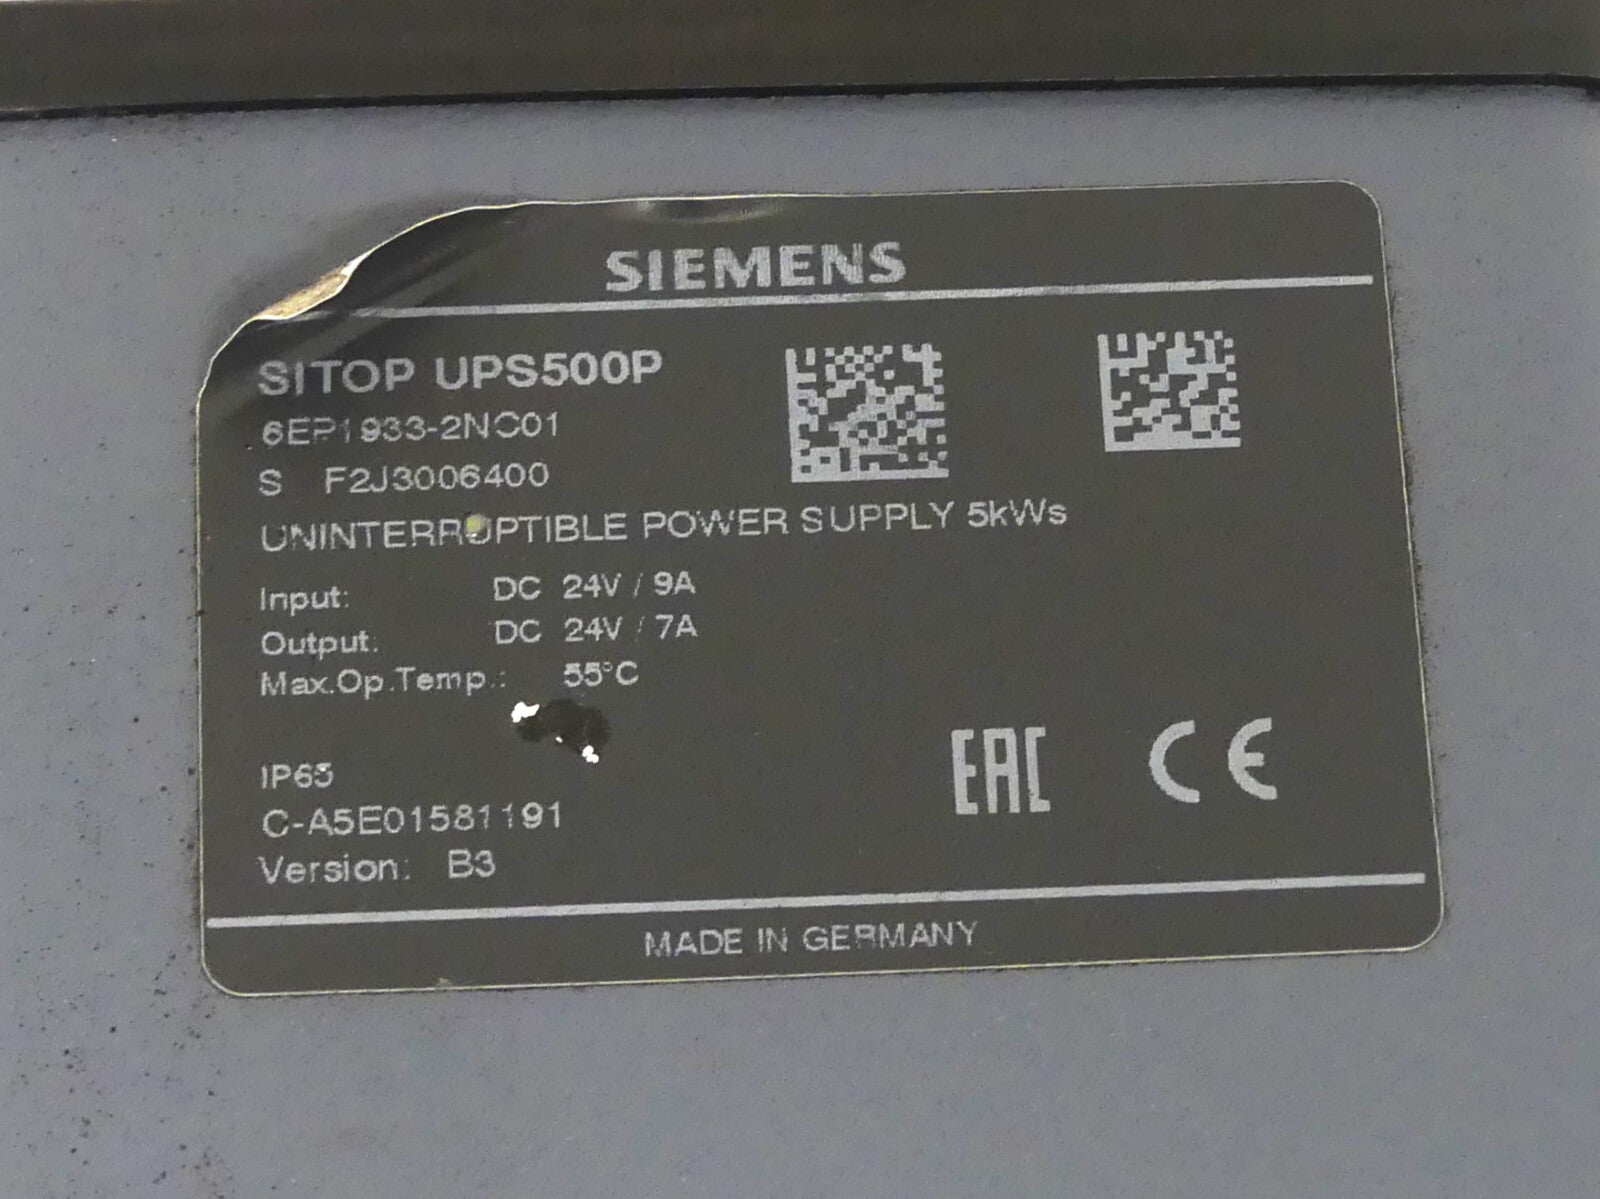 SIEMENS
SITOP UPS500P
6EP1933-2NC01
S F2J3006400
UNINTERRUPTIBLE POWER SUPPLY 5kWs
Input: DC 24V / 9A
Output: DC 24V / 7A
Max.Op.Temp.: 55°C
IP65
EAC CE
C-A5E01581191
Version: B3
MADE IN GERMANY